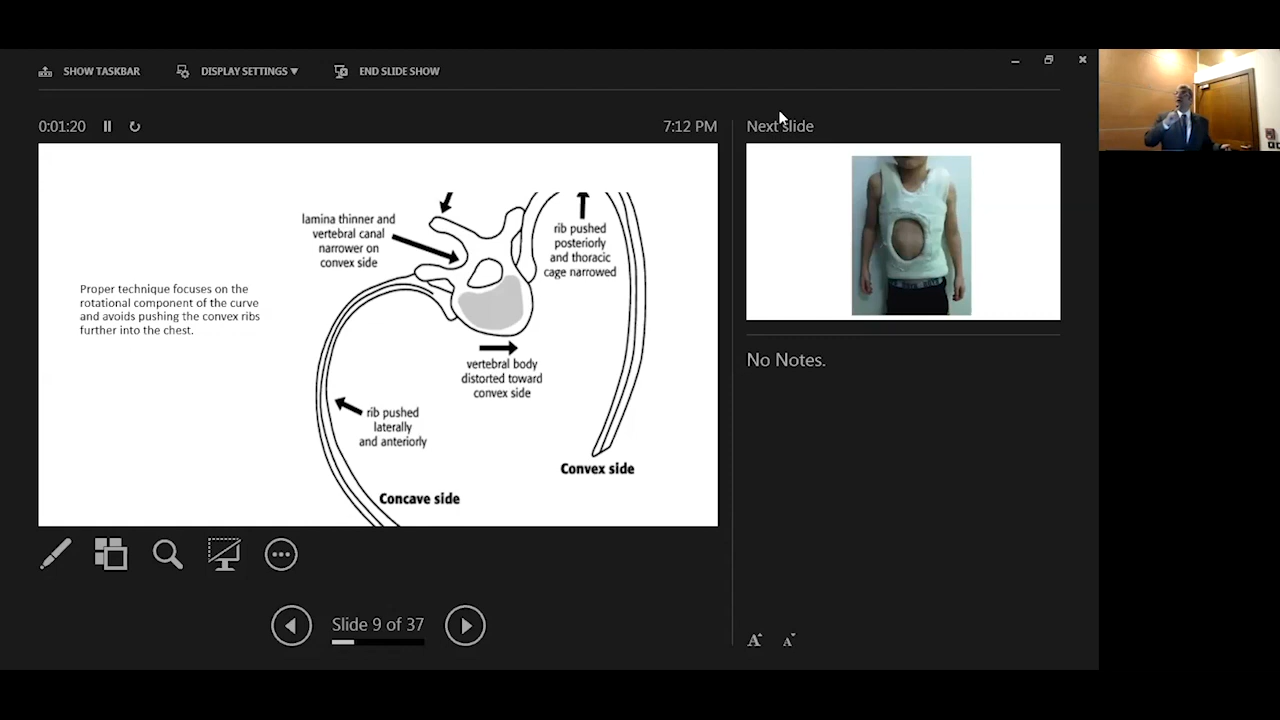 SHOW TASKBAR
DISPLAY SETTINGS ▾
END SLIDE SHOW
0:01:20
7:12 PM
Next slide
lamina thinner and
vertebral canal
narrower on
convex side
rib pushed
posteriorly
and thoracic
cage narrowed
Proper technique focuses on the
rotational component of the curve
and avoids pushing the convex ribs
further into the chest.
vertebral body
distorted toward
convex side
rib pushed
laterally
and anteriorly
Convex side
Concave side
No Notes.
Slide 9 of 37
A
A